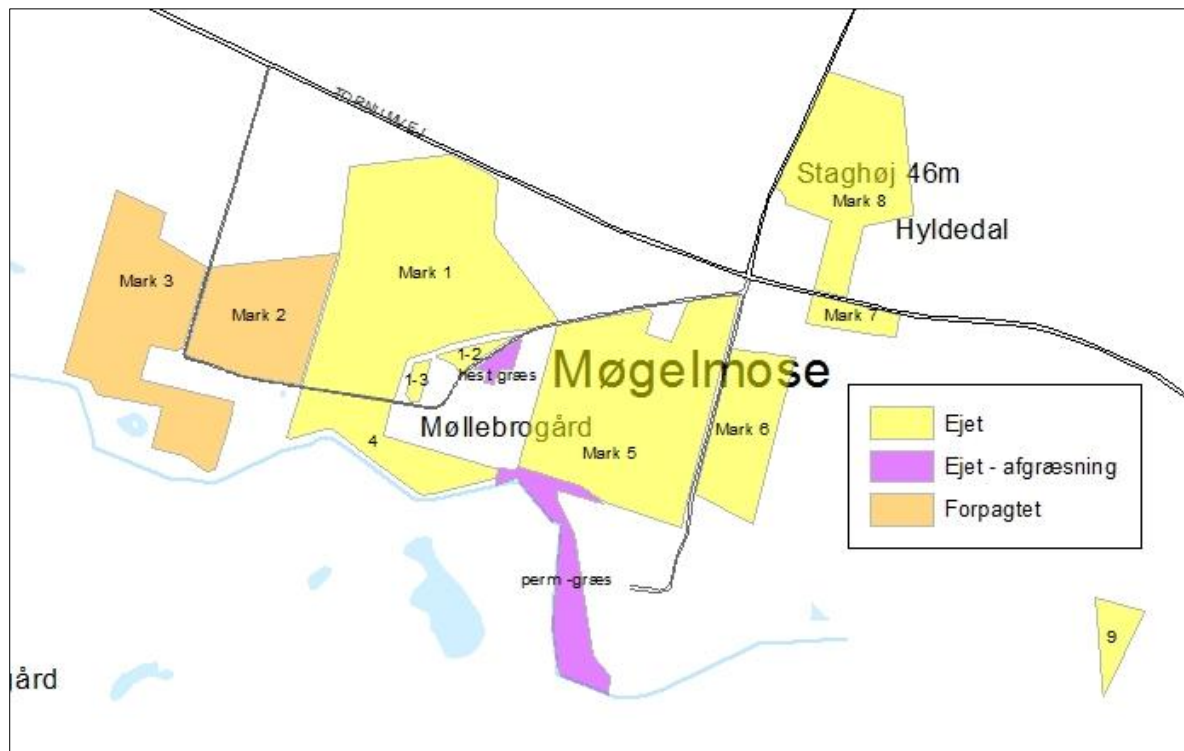 TORNUMVEJ
Staghøj 46m
Mark 8
Hyldedal
Mark 3
Mark 1
Mark 2
Mark 7
1-2
hest græs
1-3
Møgelmose
Møllebrogård
4
Mark 5
Mark 6
Ejet
Ejet - afgræsning
Forpagtet
perm -græs
9
gård